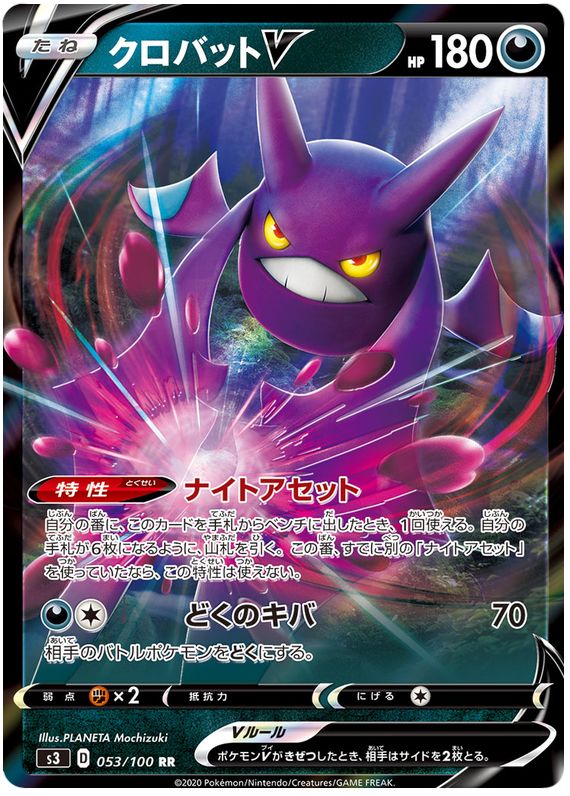 たね クロバットV HP 180
特性 とくせい ナイトアセット
自分の番に、このカードを手札からベンチに出したとき、1回使える。自分の
手札が6枚になるように、山札を引く。この番、すでに別の「ナイトアセット」
を使っていたなら、この特性は使えない。
どくのキバ 70
相手のバトルポケモンをどくにする。
弱点 ×2 抵抗力 にげる
Illus.PLANETA Mochizuki
Vルール
s3 D 053/100 RR
ポケモンVがきぜつしたとき、相手はサイドを2枚とる。
©2020 Pokémon/Nintendo/Creatures/GAME FREAK.